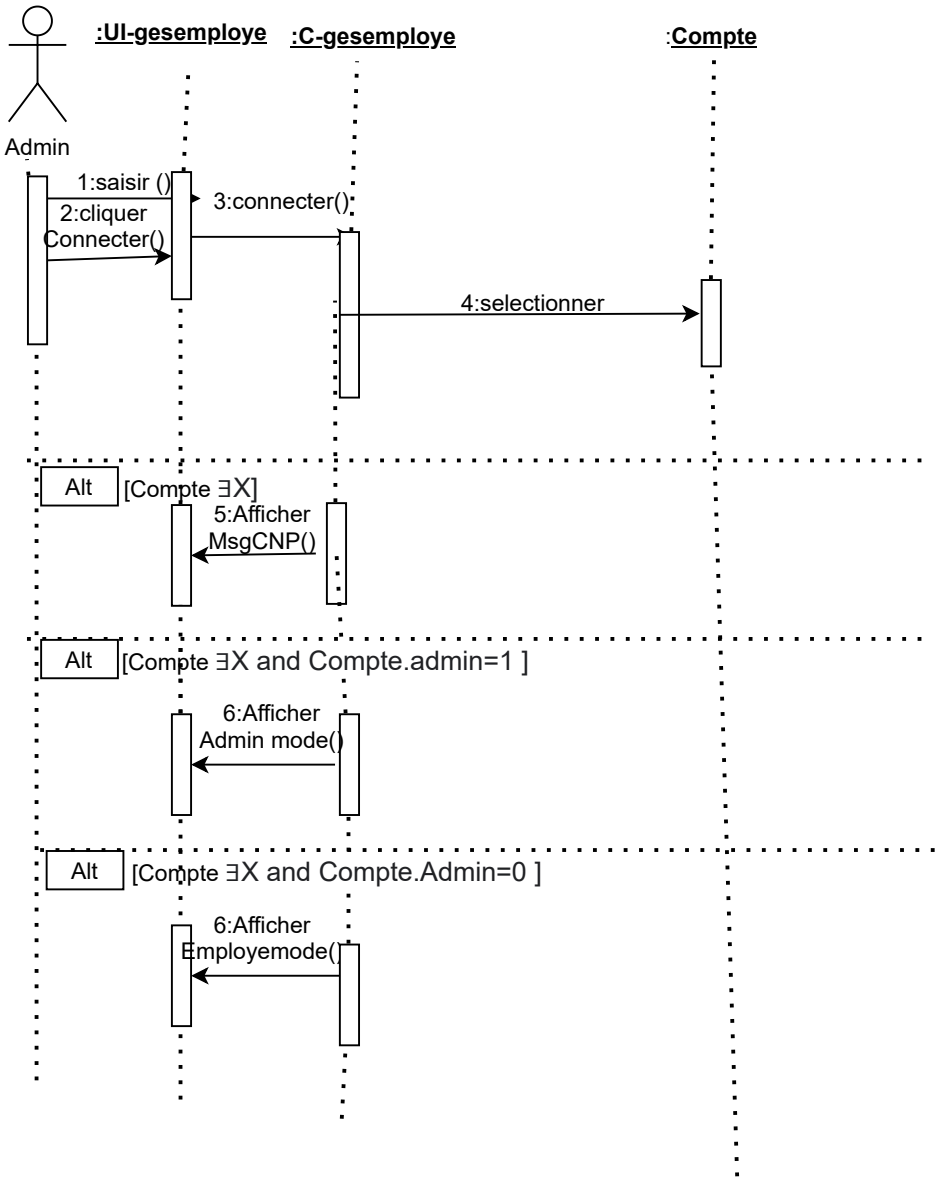 :UI-gesemploye
:C-gesemploye
:Compte
Admin
1:saisir ()
2:cliquer
Connecter()
3:connecter()
4:selectionner
Alt
[Compte ∃X]
5:Afficher
MsgCNP()
Alt
[Compte ∃X and Compte.admin=1 ]
6:Afficher
Admin mode()
Alt
[Compte ∃X and Compte.Admin=0 ]
6:Afficher
Employemode()